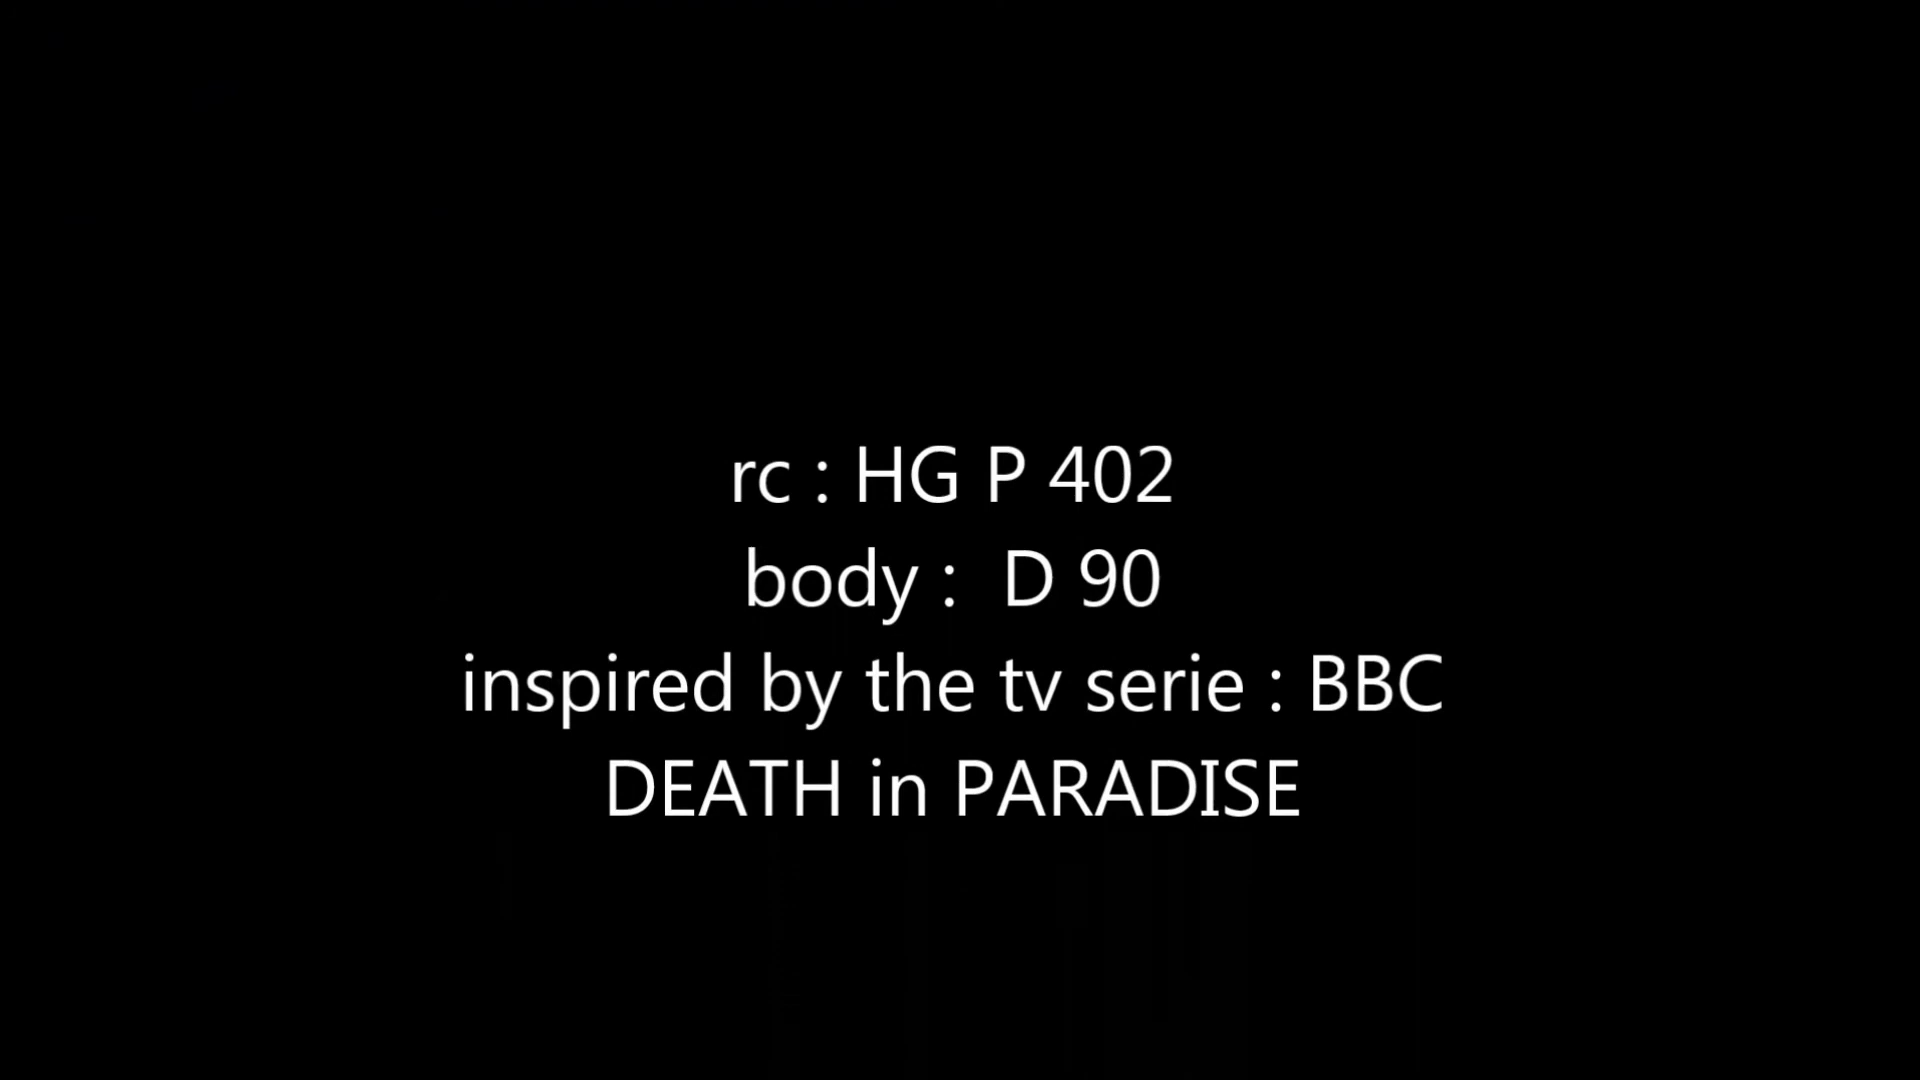 rc : HG P 402
body :  D 90
inspired by the tv serie : BBC
DEATH in PARADISE